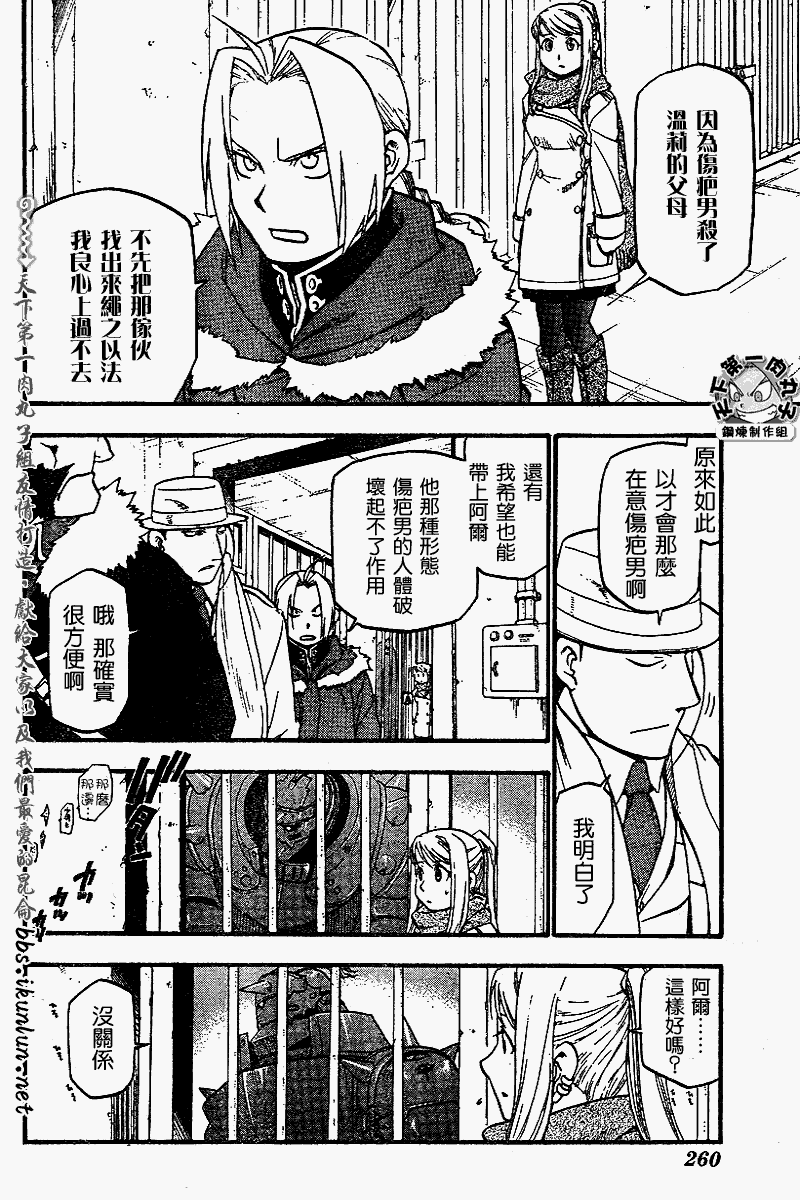 因為傷疤男殺了
溫莉的父母
不先把那傢伙
找出來繩之以法
我良心上過不去
天下第一肉丸子
鋼煉制作組
原來如此
以才會那麼
在意傷疤男啊
我明白了
還有
我希望也能
帶上阿爾
他那種形態
傷疤男的人體破
壞起不了作用
哦 那確實
很方便啊
那麼
那還…
阿爾……
這樣好嗎?
沒關係
天下第一肉丸子組友情打造·獻給大家以及我們最愛的昆侖-bbs.ikunlun.net
260